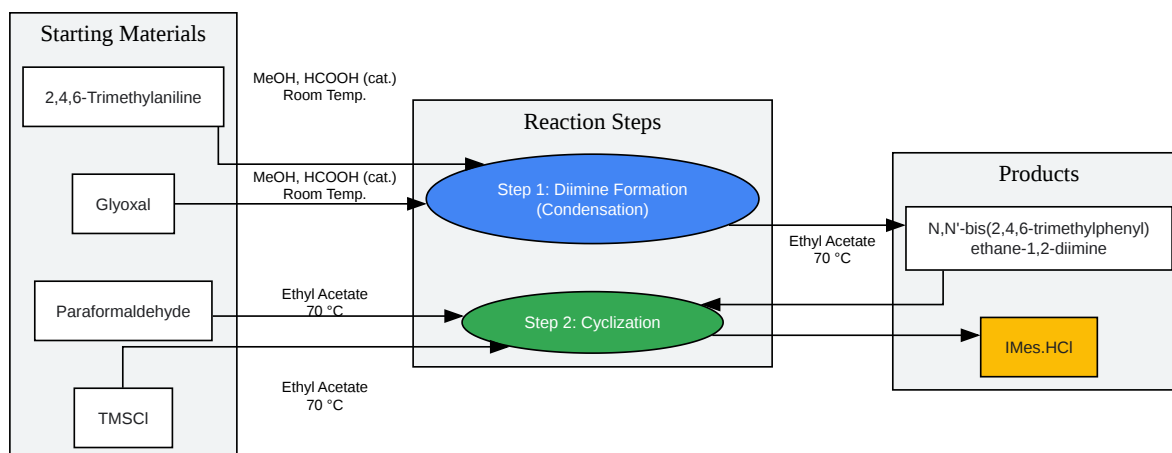 Starting Materials
2,4,6-Trimethylaniline
Glyoxal
Paraformaldehyde
TMSCl
MeOH, HCOOH (cat.)
Room Temp.
MeOH, HCOOH (cat.)
Room Temp.
Ethyl Acetate
70 °C
Ethyl Acetate
70 °C
Reaction Steps
Step 1: Diimine Formation
(Condensation)
Step 2: Cyclization
Ethyl Acetate
70 °C
Products
N,N'-bis(2,4,6-trimethylphenyl)
ethane-1,2-diimine
IMes.HCl